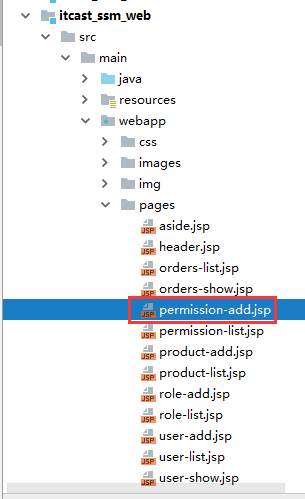 itcast_ssm_web
src
main
java
resources
webapp
css
images
img
pages
JSP aside.jsp
JSP header.jsp
JSP orders-list.jsp
JSP orders-show.jsp
JSP permission-add.jsp
JSP permission-list.jsp
JSP product-add.jsp
JSP product-list.jsp
JSP role-add.jsp
JSP role-list.jsp
JSP user-add.jsp
JSP user-list.jsp
JSP user-show.jsp